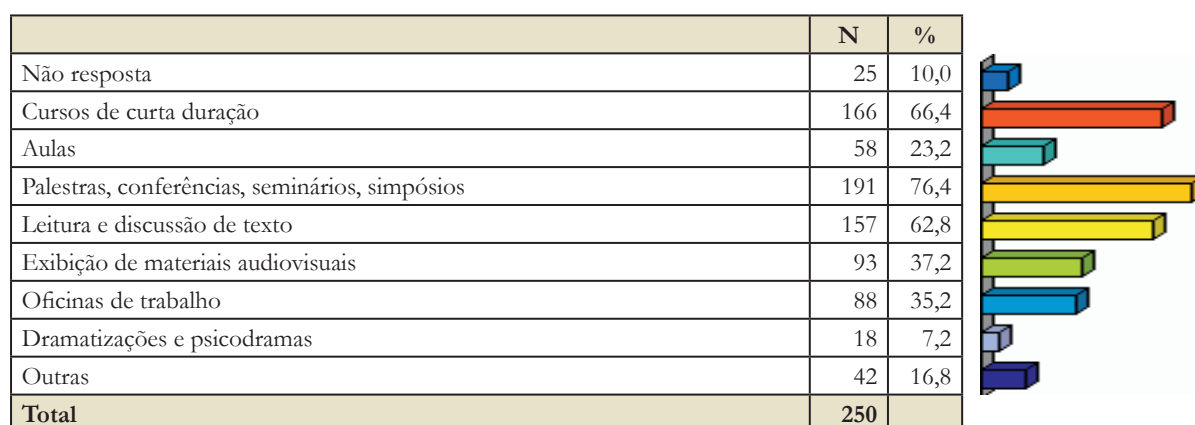 N %
Não resposta 25 10,0
Cursos de curta duração 166 66,4
Aulas 58 23,2
Palestras, conferências, seminários, simpósios 191 76,4
Leitura e discussão de texto 157 62,8
Exibição de materiais audiovisuais 93 37,2
Oficinas de trabalho 88 35,2
Dramatizações e psicodramas 18 7,2
Outras 42 16,8
Total 250